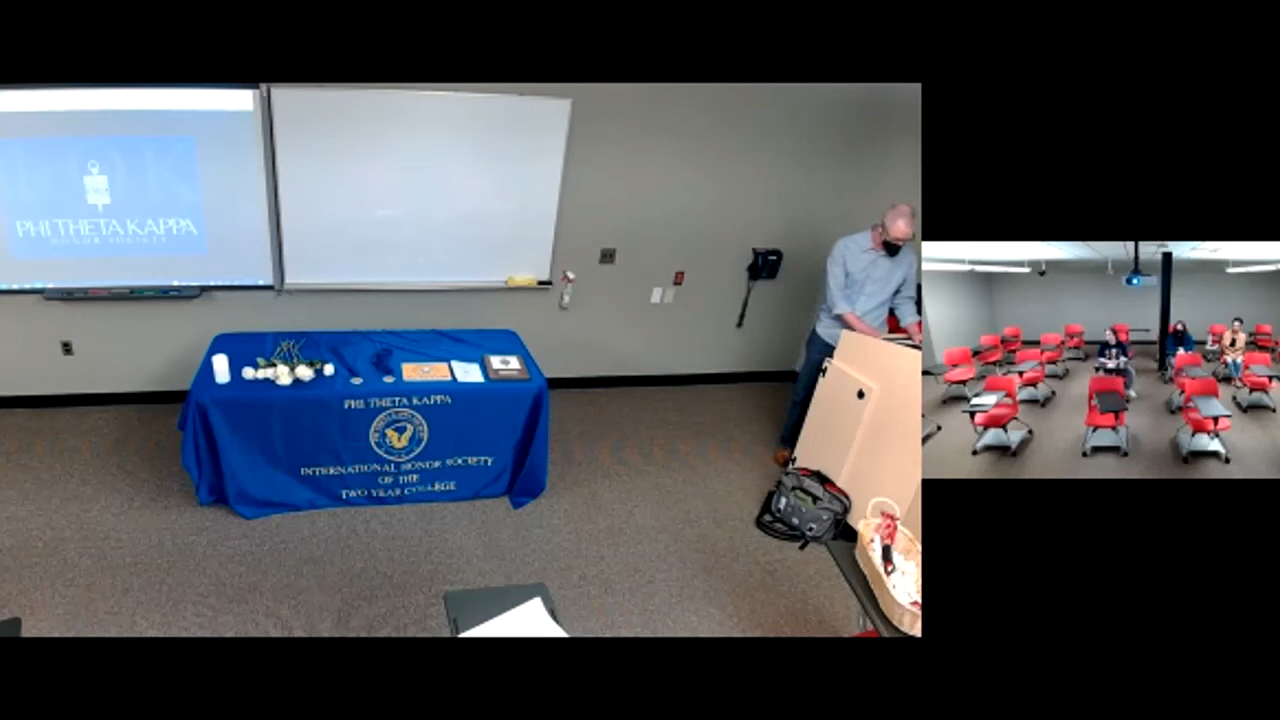 PHI THETA KAPPA
HONOR SOCIETY
PHI THETA KAPPA
INTERNATIONAL HONOR SOCIETY
OF THE
TWO YEAR COLLEGE